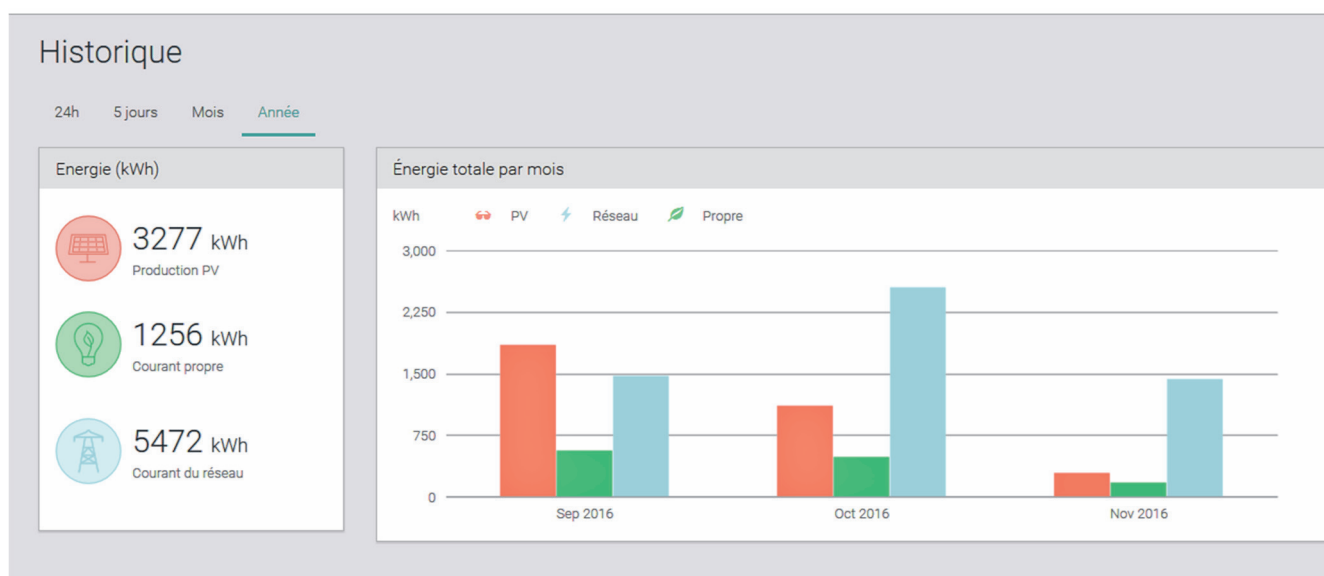 Historique
24h 5 jours Mois Année
Energie (kWh)
3277 kWh
Production PV
1256 kWh
Courant propre
5472 kWh
Courant du réseau
Énergie totale par mois
kWh PV Réseau Propre
3,000
2,250
1,500
750
0
Sep 2016 Oct 2016 Nov 2016